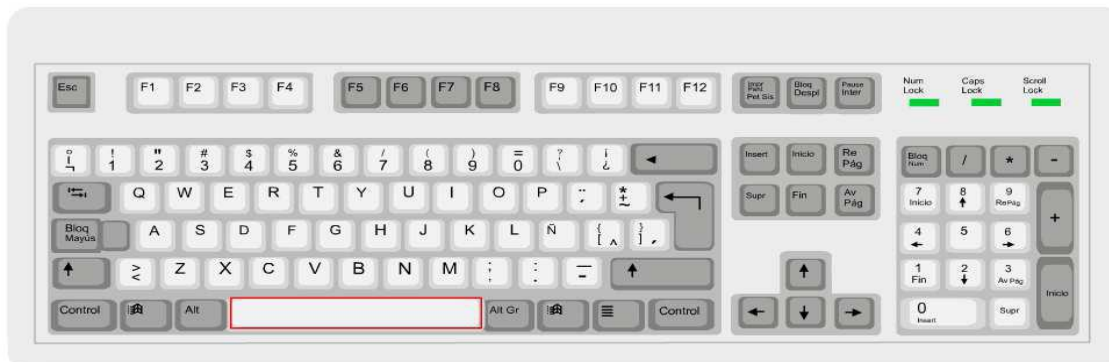 Esc F1 F2 F3 F4 F5 F6 F7 F8 F9 F10 F11 F12
Impr
Pant
Pet Sis
Bloq
Despl
Pause
Inter
Num
Lock
Caps
Lock
Scroll
Lock
! " # $ % & / ( ) = ? ¡
1 2 3 4 5 6 7 8 9 0 \ ¿
Insert Inicio Re
Pág
Bloq
Num
/ * -
Q W E R T Y U I O P
Supr Fin Av
Pág
7
Inicio
8
9
RePág
+
Bloq
Mayús
A S D F G H J K L Ñ { [ ^ } ]
4 5 6
> < Z X C V B N M ; , : . _ -
1
Fin
2
3
Av Pág
Inicio
Control Alt Alt Gr Control
0
Insert
Supr